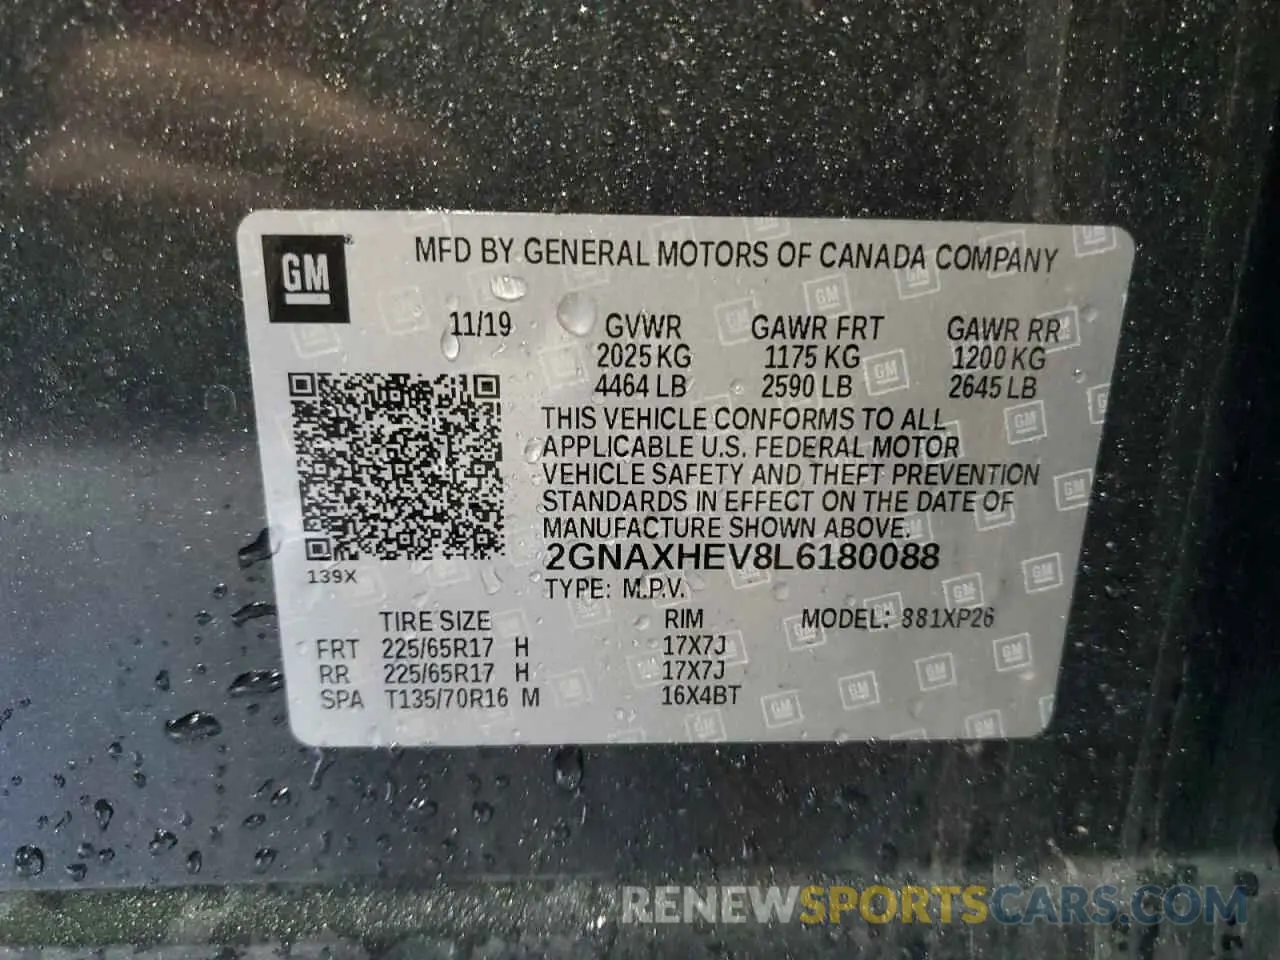 GM
MFD BY GENERAL MOTORS OF CANADA COMPANY
11/19 GVWR GAWR FRT GAWR RR
2025 KG 1175 KG 1200 KG
4464 LB 2590 LB 2645 LB
THIS VEHICLE CONFORMS TO ALL
APPLICABLE U.S. FEDERAL MOTOR
VEHICLE SAFETY AND THEFT PREVENTION
STANDARDS IN EFFECT ON THE DATE OF
MANUFACTURE SHOWN ABOVE.
2GNAXHEV8L6180088
139X
TYPE: M.P.V.
TIRE SIZE RIM MODEL: 881XP26
FRT 225/65R17 H 17X7J
RR 225/65R17 H 17X7J
SPA T135/70R16 M 16X4BT
RENEWSPORTSCARS.COM